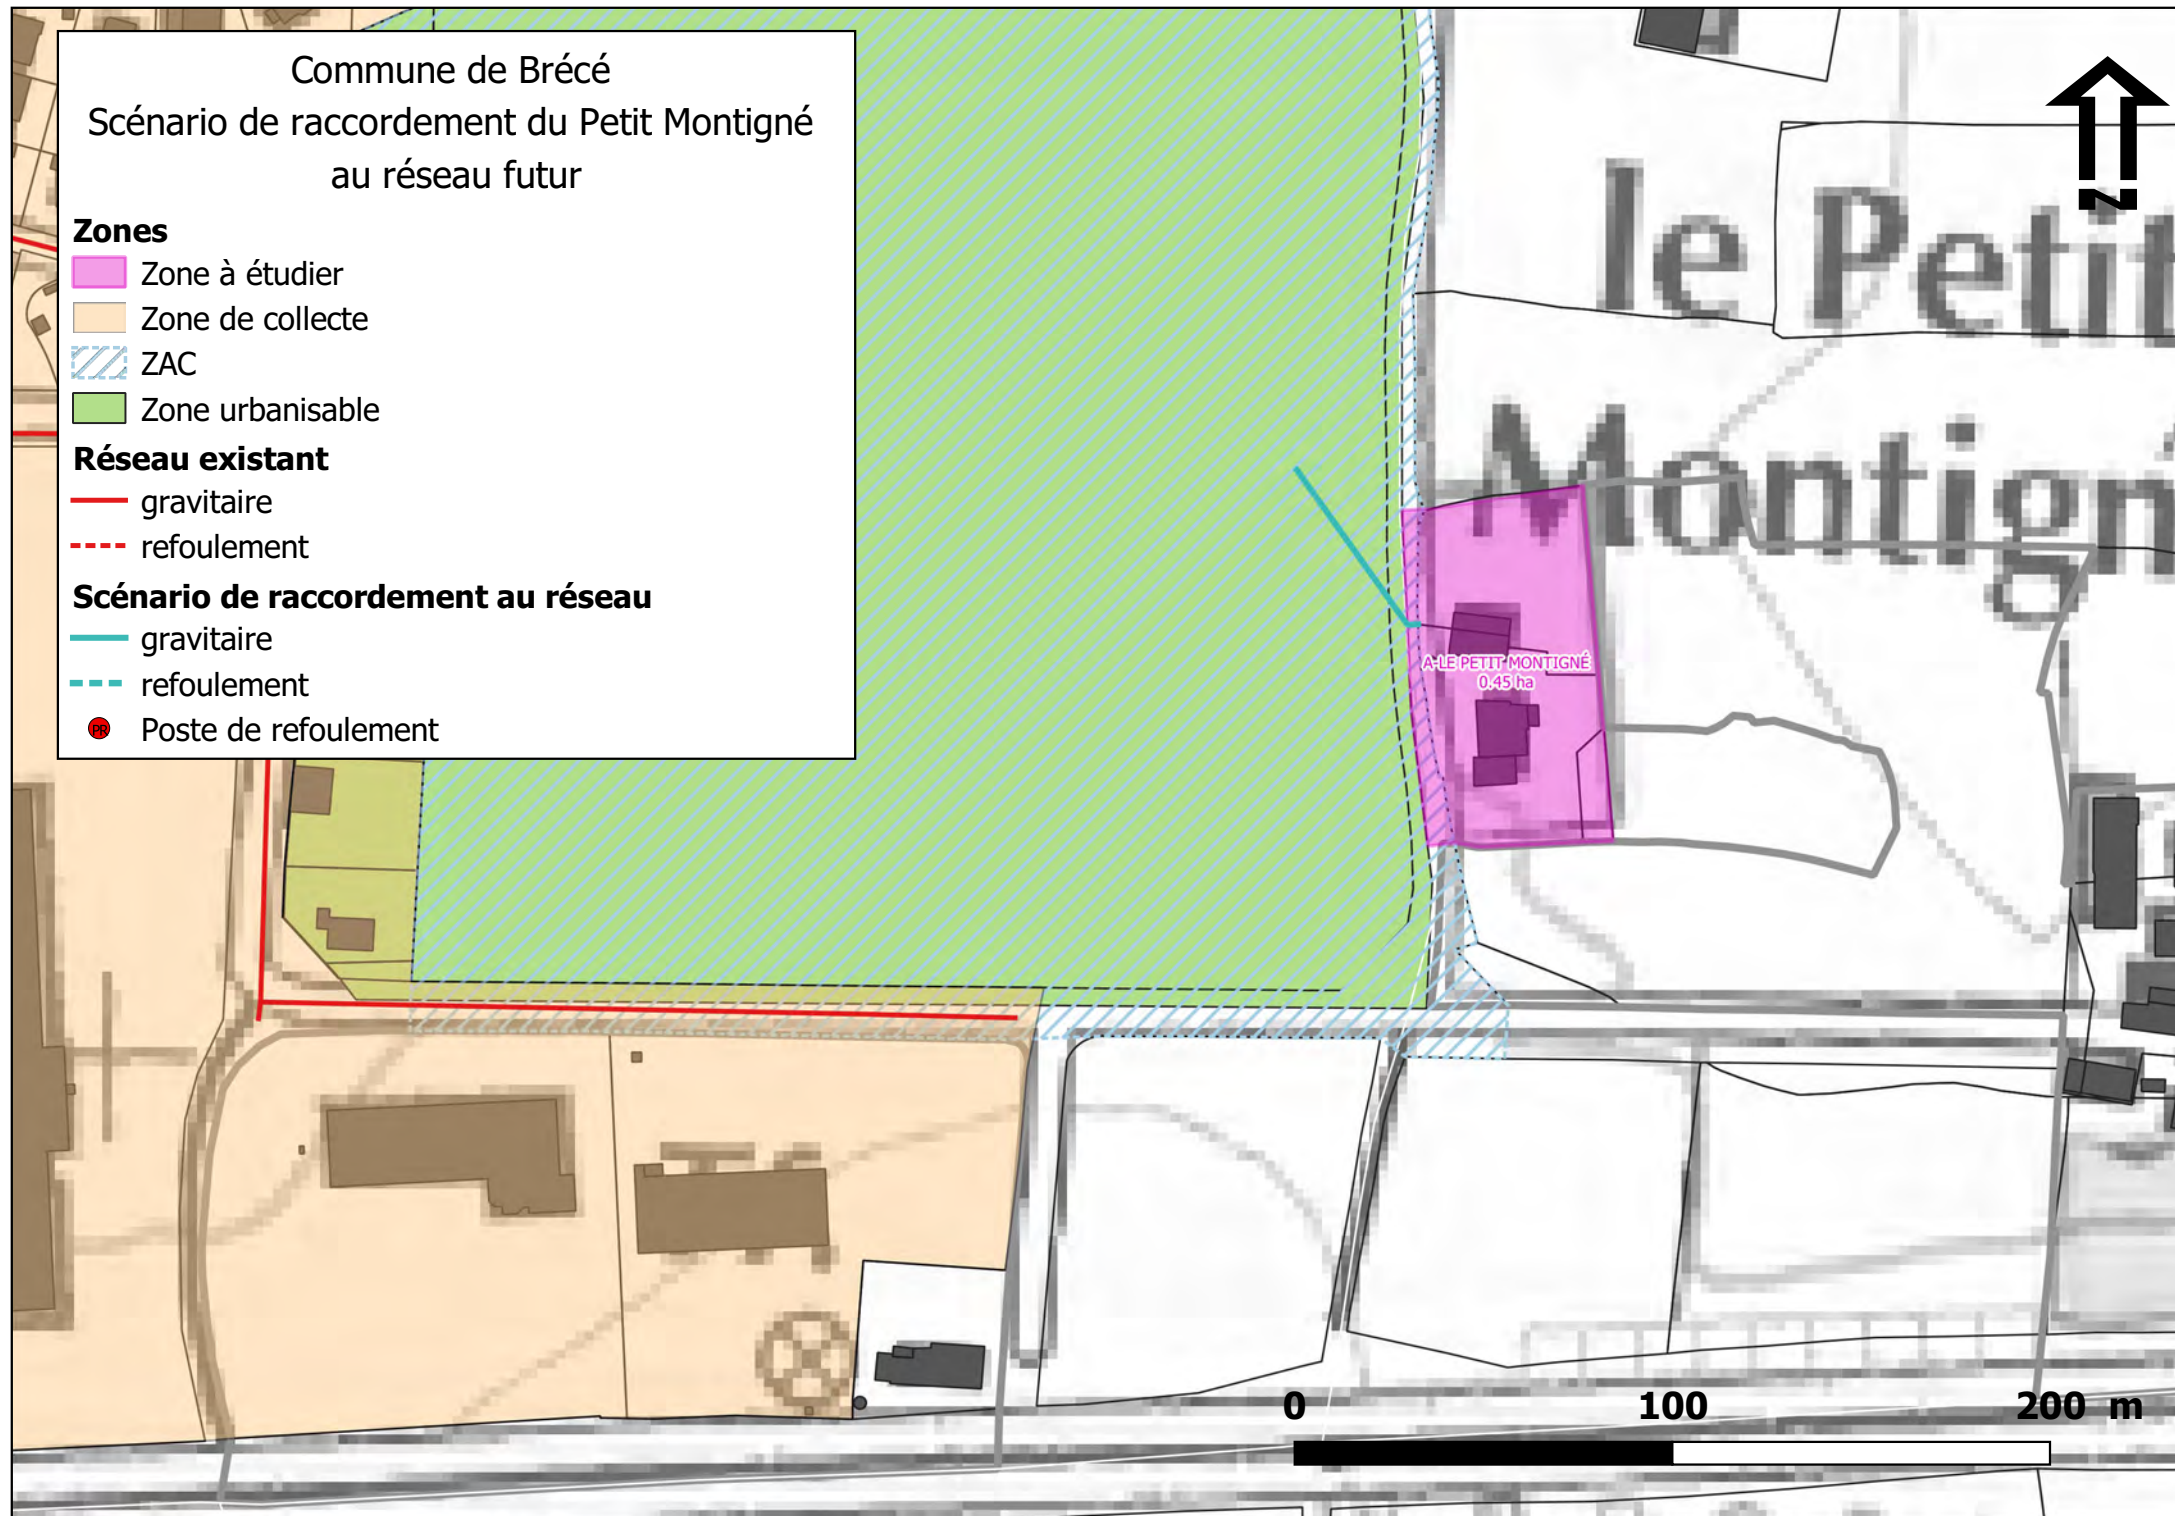 Commune de Brécé
Scénario de raccordement du Petit Montigné
au réseau futur
Zones
Zone à étudier
Zone de collecte
ZAC
Zone urbanisable
Réseau existant
gravitaire
refoulement
Scénario de raccordement au réseau
gravitaire
refoulement
PR Poste de refoulement
N
le Petit
Montign
A-LE PETIT MONTIGNÉ
0.45 ha
0 100 200 m